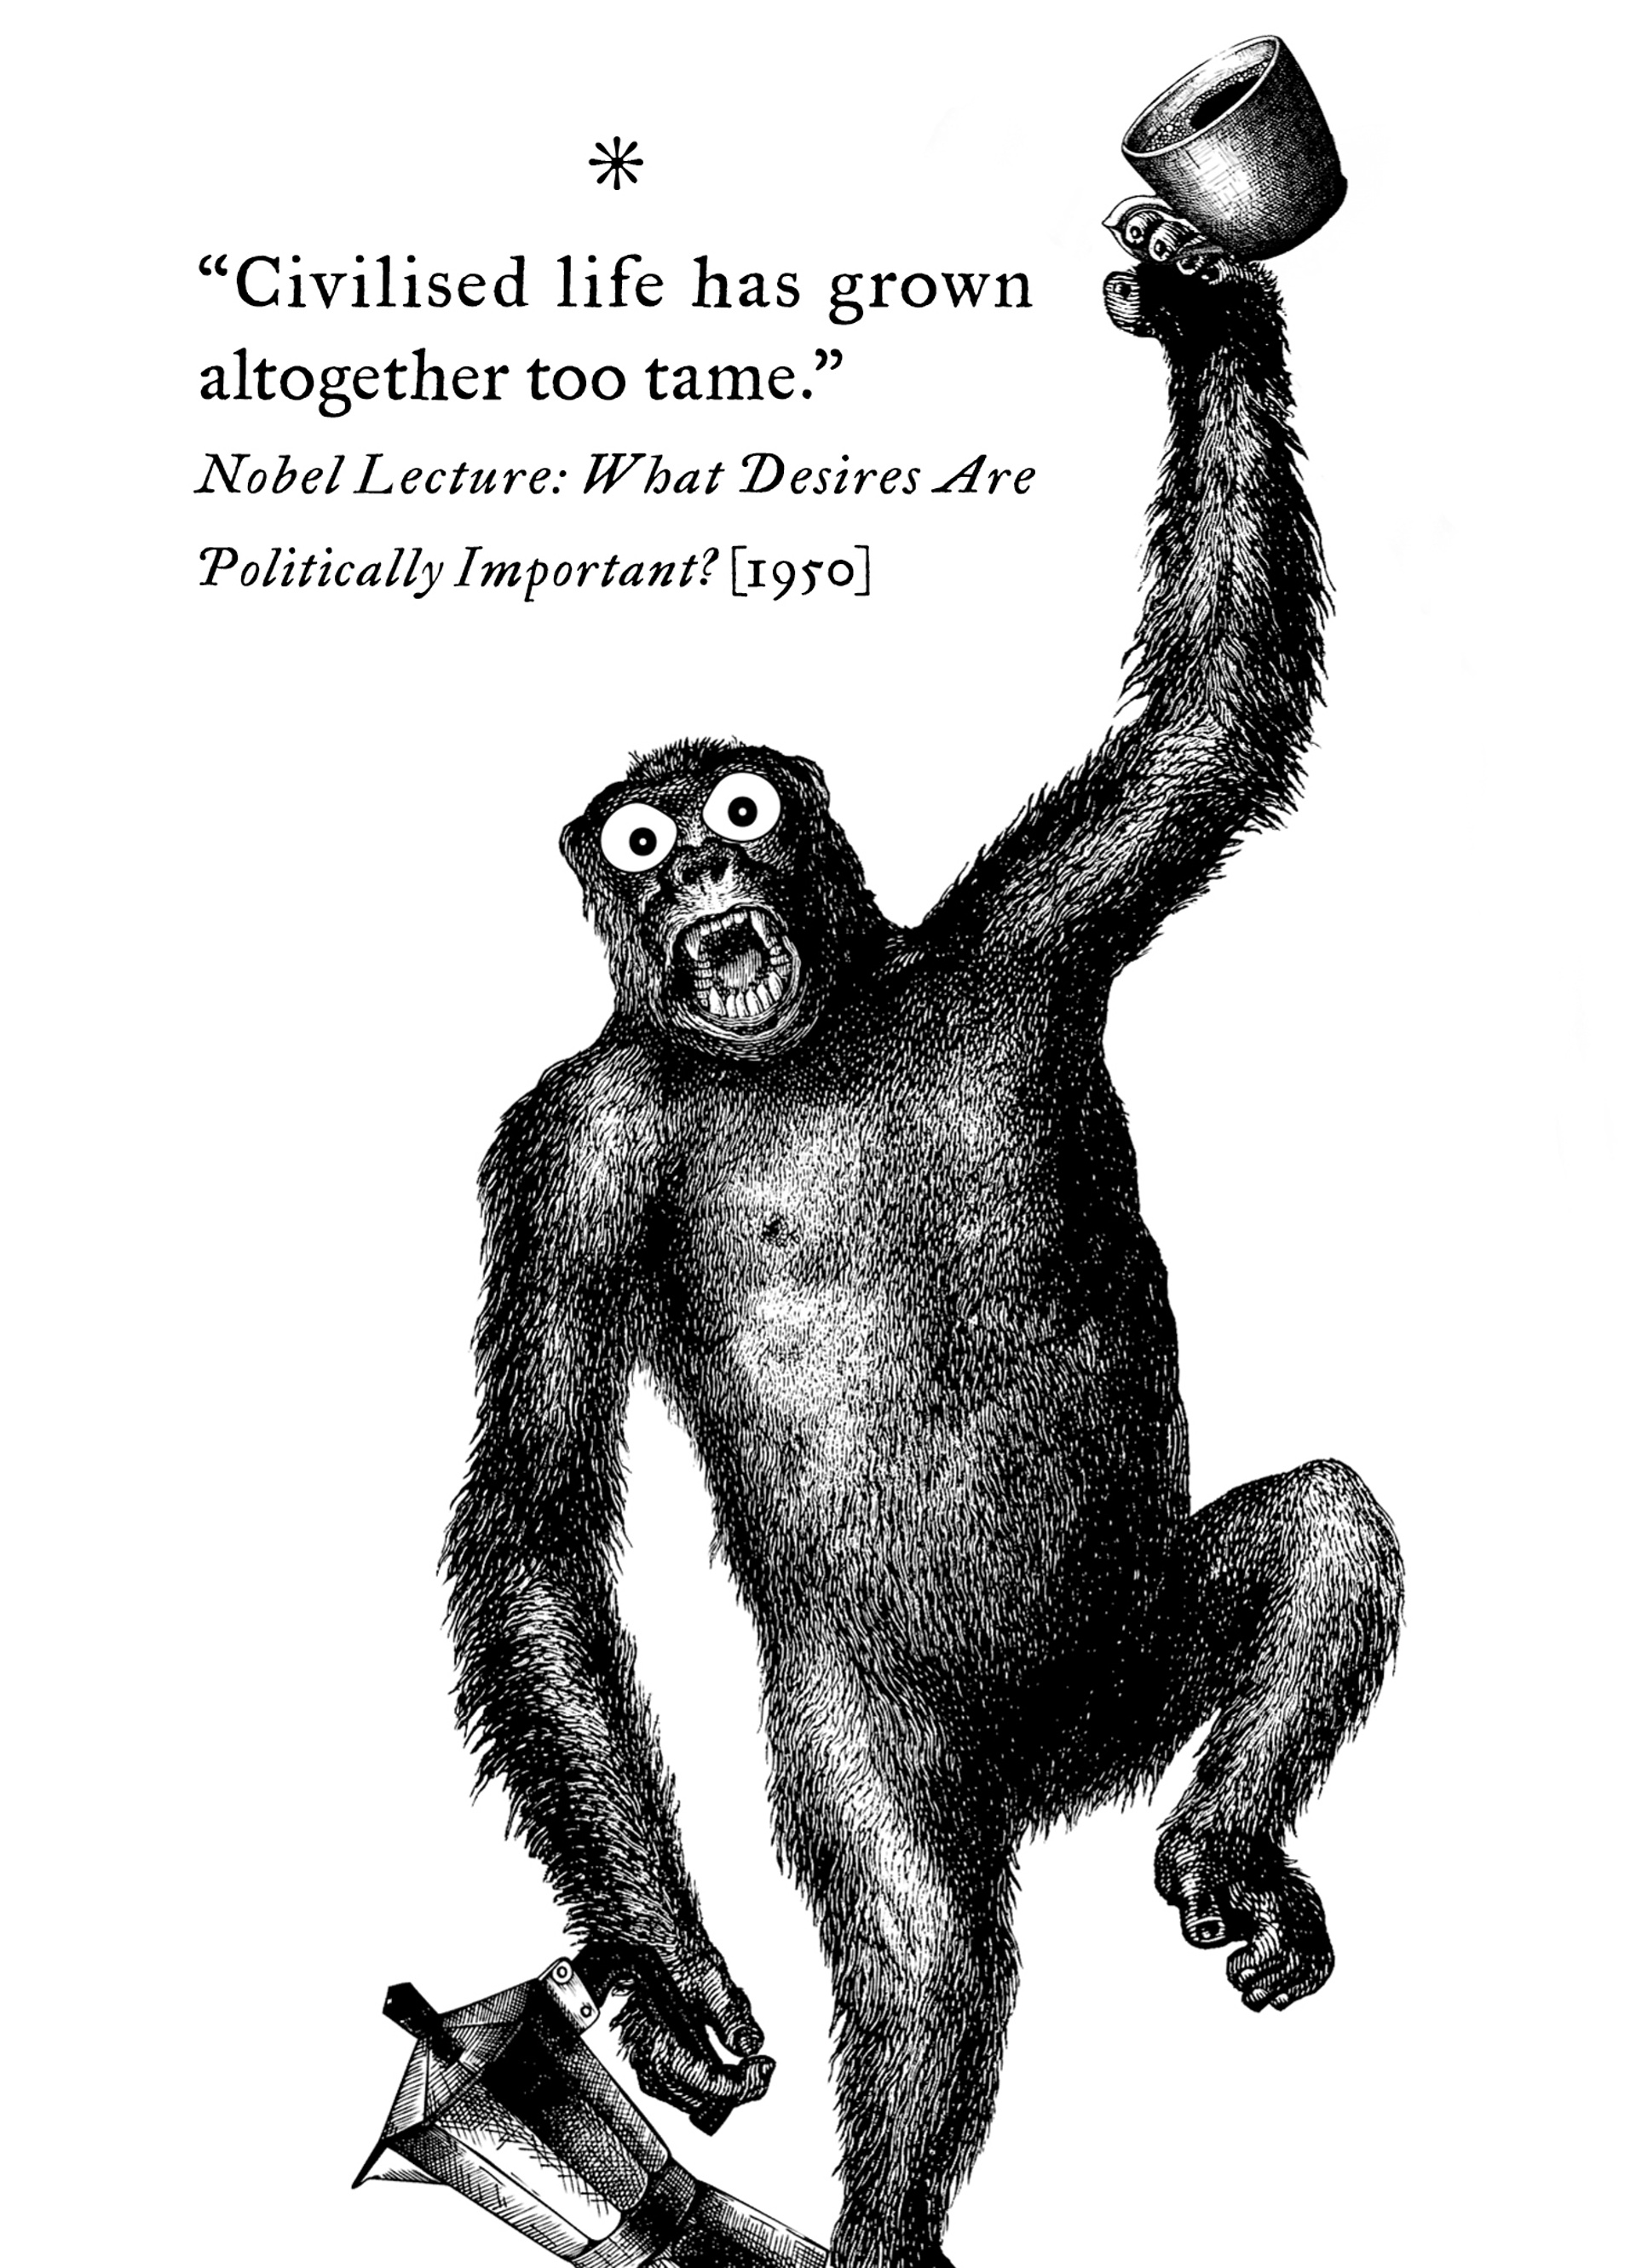 “Civilised life has grown
altogether too tame.”
Nobel Lecture: What Desires Are
Politically Important? [1950]